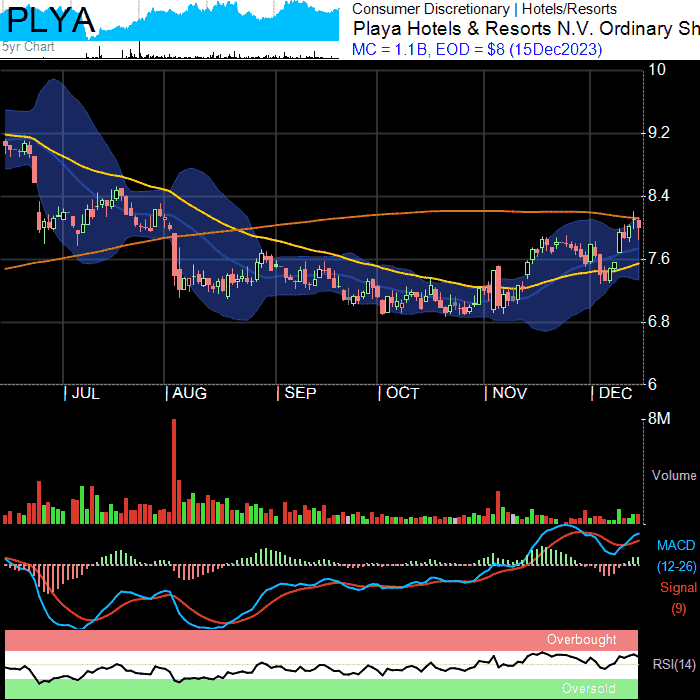 PLYA
5yr Chart
Consumer Discretionary | Hotels/Resorts
Playa Hotels & Resorts N.V. Ordinary Sh
MC = 1.1B, EOD = $8 (15Dec2023)
10
9.2
8.4
7.6
6.8
6
| JUL | AUG | SEP | OCT | NOV | DEC
8M
Volume
MACD
(12-26)
Signal
(9)
Overbought
RSI(14)
Oversold